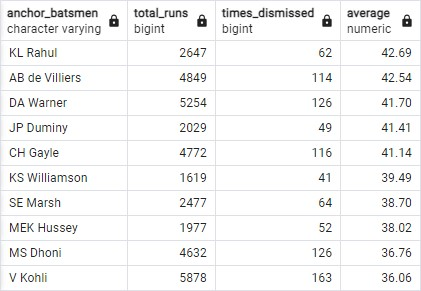 anchor_batsmen total_runs times_dismissed average
character varying bigint bigint numeric
KL Rahul 2647 62 42.69
AB de Villiers 4849 114 42.54
DA Warner 5254 126 41.70
JP Duminy 2029 49 41.41
CH Gayle 4772 116 41.14
KS Williamson 1619 41 39.49
SE Marsh 2477 64 38.70
MEK Hussey 1977 52 38.02
MS Dhoni 4632 126 36.76
V Kohli 5878 163 36.06